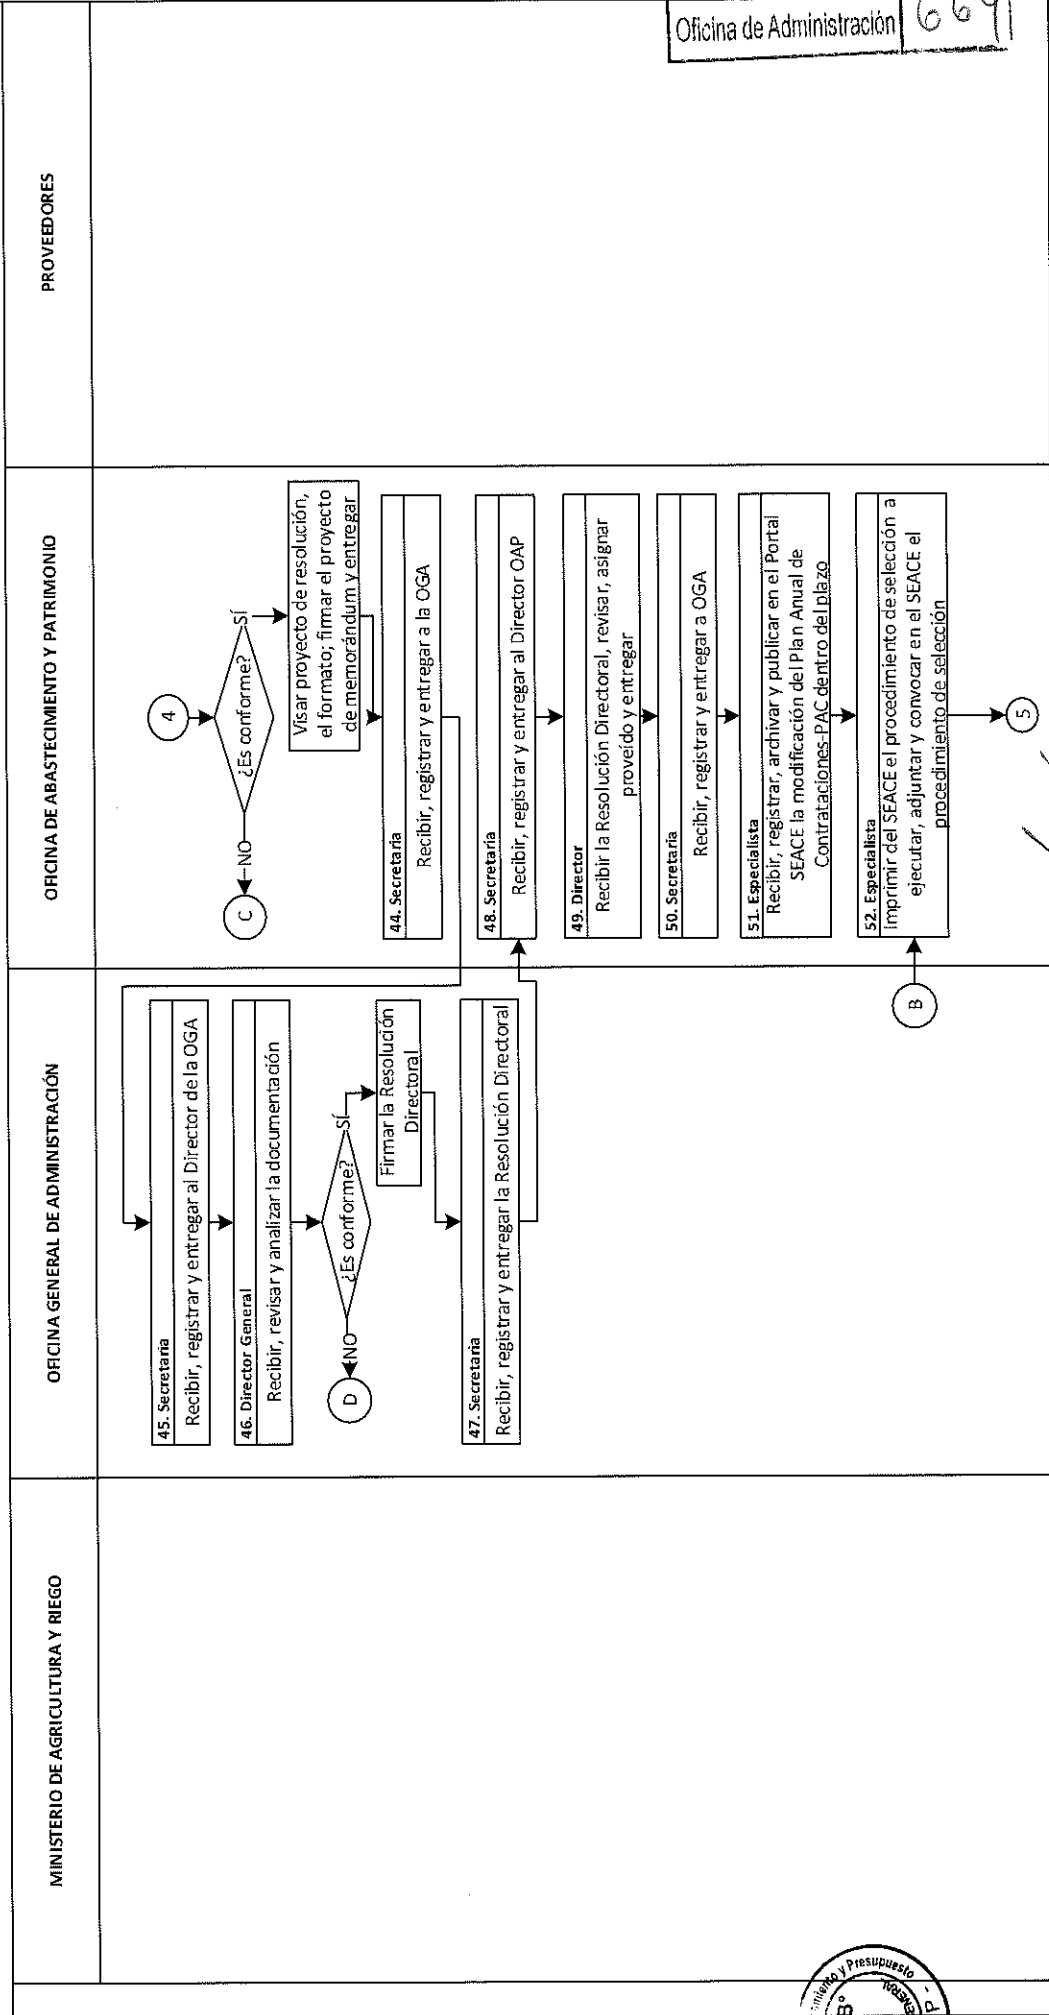 Oficina de Administración
6691
MINISTERIO DE AGRICULTURA Y RIEGO
OFICINA GENERAL DE ADMINISTRACIÓN
OFICINA DE ABASTECIMIENTO Y PATRIMONIO
PROVEEDORES
4
¿Es conforme?
NO
C
SÍ
Visar proyecto de resolución,
el formato; firmar el proyecto
de memorándum y entregar
44. Secretaria
Recibir, registrar y entregar a la OGA
45. Secretaria
Recibir, registrar y entregar al Director de la OGA
46. Director General
Recibir, revisar y analizar la documentación
¿Es conforme?
NO
D
SÍ
Firmar la Resolución
Directoral
47. Secretaria
Recibir, registrar y entregar la Resolución Directoral
48. Secretaria
Recibir, registrar y entregar al Director OAP
49. Director
Recibir la Resolución Directoral, revisar, asignar
proveído y entregar
50. Secretaria
Recibir, registrar y entregar a OGA
51. Especialista
Recibir, registrar, archivar y publicar en el Portal
SEACE la modificación del Plan Anual de
Contrataciones-PAC dentro del plazo
52. Especialista
Imprimir del SEACE el procedimiento de selección a
ejecutar, adjuntar y convocar en el SEACE el
procedimiento de selección
B
5
y Presupuesto